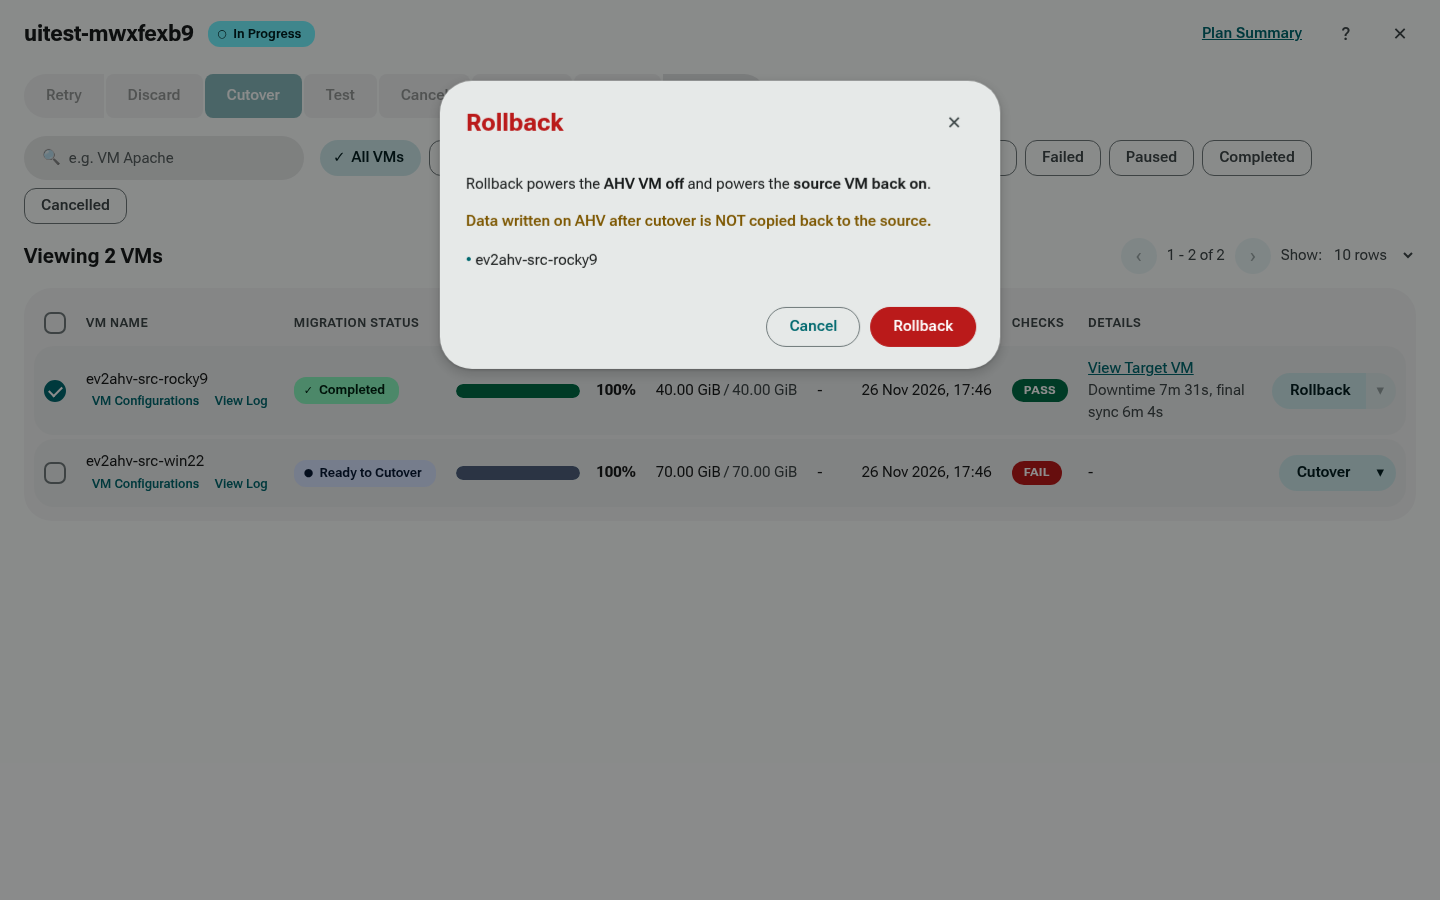 uitest-mwxfexb9
In Progress
Plan Summary
?
✕
Retry
Discard
Cutover
Test
Rollback
✕
e.g. VM Apache
✓ All VMs
Failed
Paused
Completed
Cancelled
Rollback powers the AHV VM off and powers the source VM back on.
Data written on AHV after cutover is NOT copied back to the source.
• ev2ahv-src-rocky9
Cancel
Rollback
Viewing 2 VMs
‹
1 - 2 of 2
›
Show: 10 rows
VM NAME
MIGRATION STATUS
CHECKS
DETAILS
ev2ahv-src-rocky9
VM Configurations
View Log
✓ Completed
100%
40.00 GiB / 40.00 GiB
-
26 Nov 2026, 17:46
PASS
View Target VM
Downtime 7m 31s, final
sync 6m 4s
Rollback
ev2ahv-src-win22
VM Configurations
View Log
Ready to Cutover
100%
70.00 GiB / 70.00 GiB
-
26 Nov 2026, 17:46
FAIL
-
Cutover